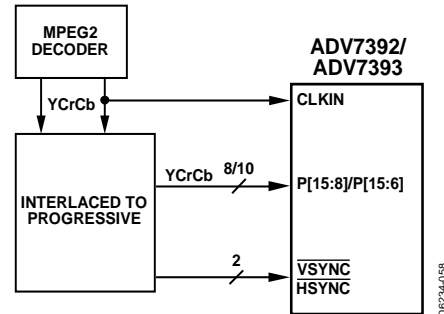 MPEG2
DECODER
YCrCb
INTERLACED TO
PROGRESSIVE
YCrCb
8/10
2
ADV7392/
ADV7393
CLKIN
P[15:8]/P[15:6]
VSYNC
HSYNC
06234-058